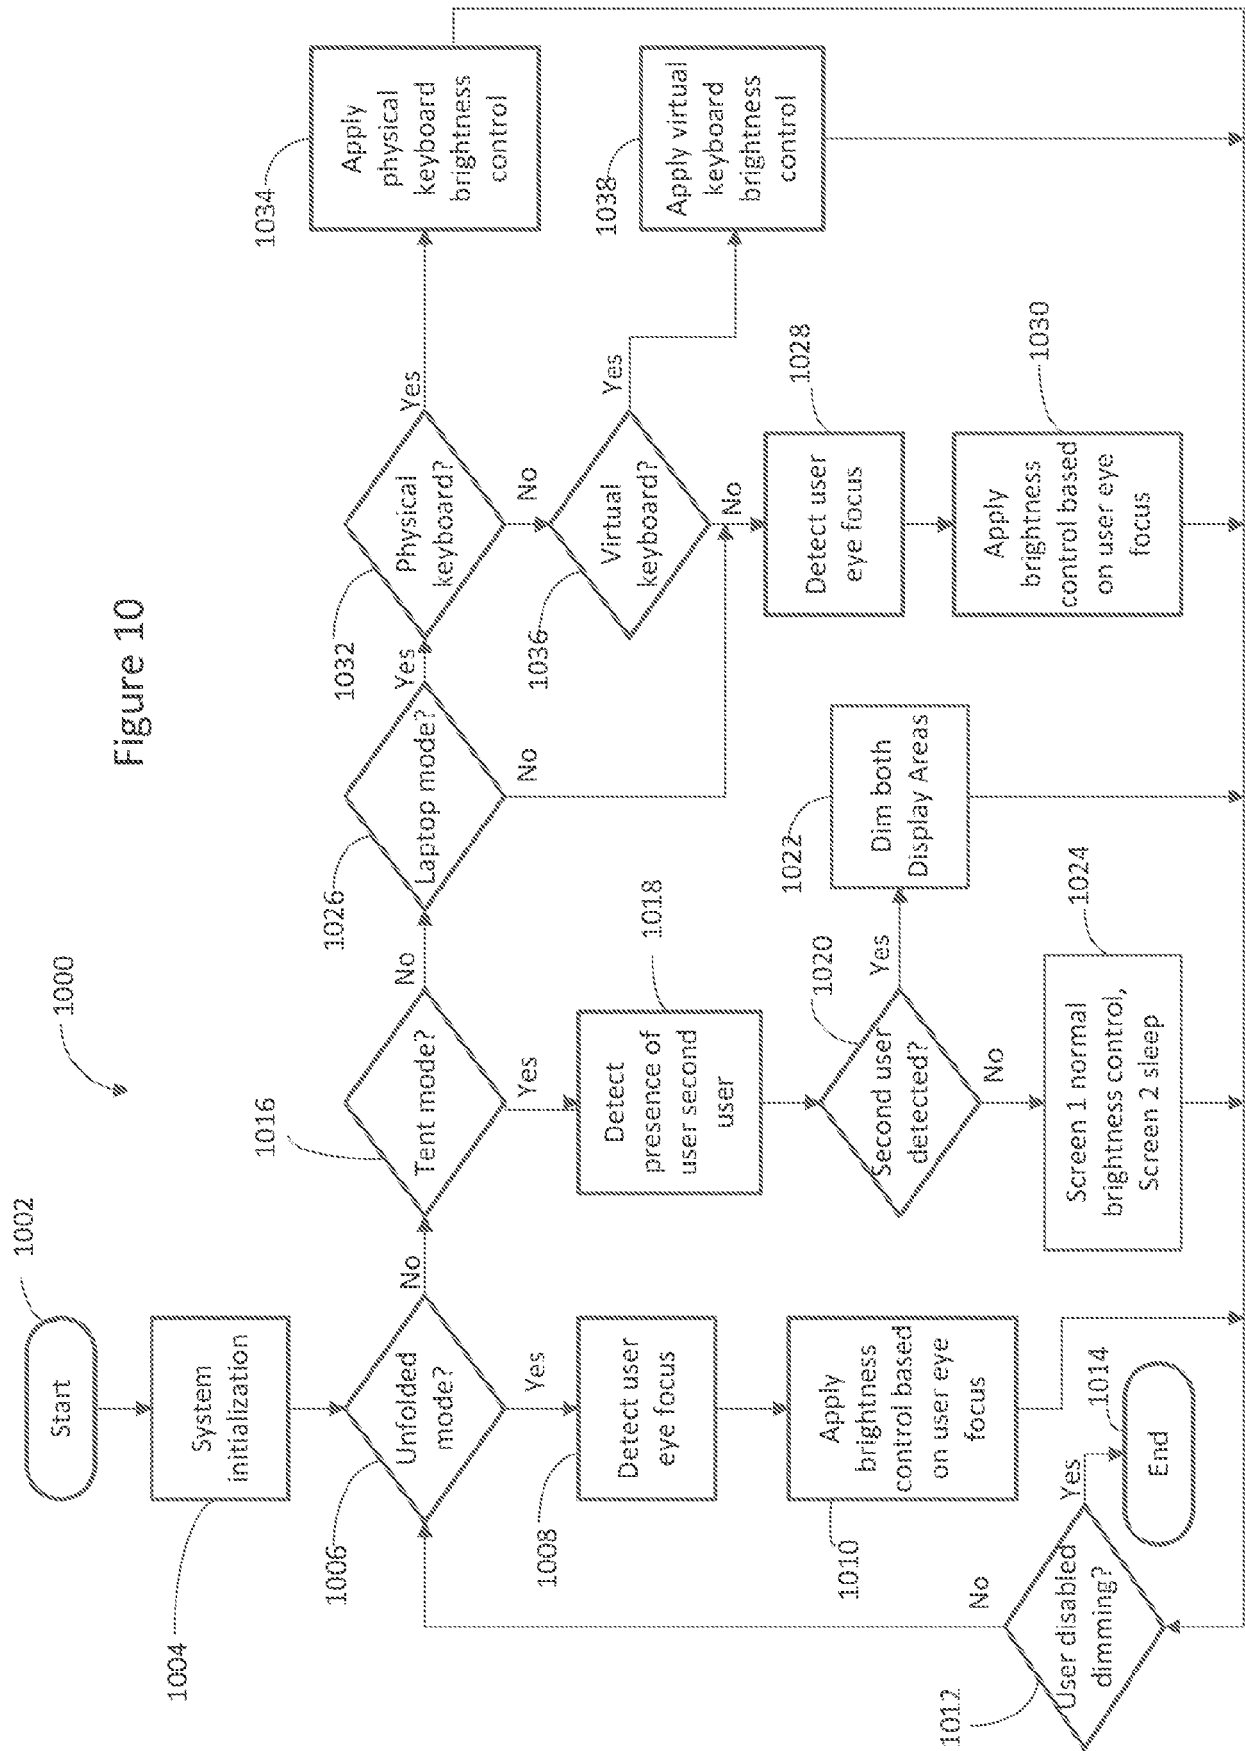 Figure 10
1000
1002
Start
1004
System
initialization
1006
Unfolded
mode?
No
Yes
1008
Detect user
eye focus
1010
Apply
brightness
control based
on user eye
focus
1012
User disabled
dimming?
No
Yes
1014
End
1016
Tent mode?
No
Yes
1018
Detect
presence of
user second
user
1020
Second user
detected?
Yes
No
1022
Dim both
Display Areas
1024
Screen 1 normal
brightness control,
Screen 2 sleep
1026
Laptop mode?
Yes
No
1032
Physical
keyboard?
Yes
No
1034
Apply
physical
keyboard
brightness
control
1036
Virtual
keyboard?
Yes
No
1038
Apply virtual
keyboard
brightness
control
1028
Detect user
eye focus
1030
Apply
brightness
control based
on user eye
focus